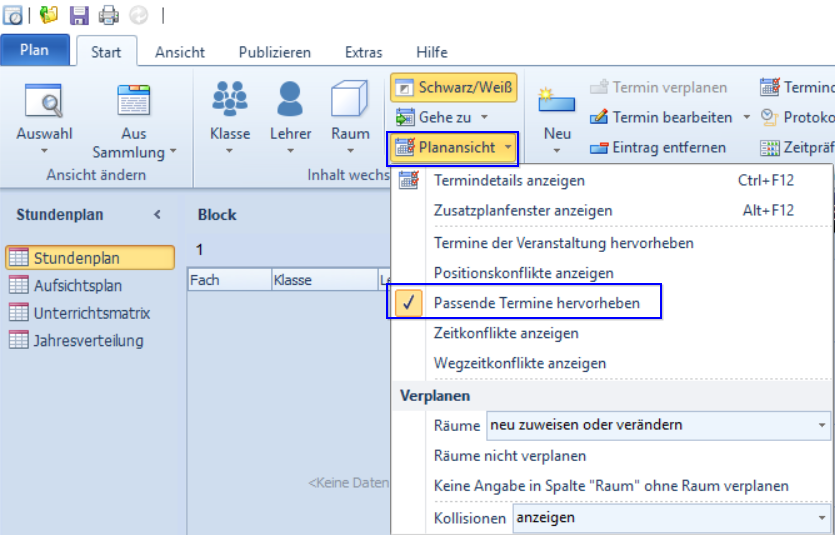 Plan Start Ansicht Publizieren Extras Hilfe
Auswahl
Aus Sammlung
Ansicht ändern
Klasse Lehrer Raum
Inhalt wechs
Schwarz/Weiß
Gehe zu
Planansicht
Neu
Termin verplanen
Termin bearbeiten
Eintrag entfernen
Termind
Protoko
Zeitpräf
Stundenplan
Stundenplan
Aufsichtsplan
Unterrichtsmatrix
Jahresverteilung
Block
1
Fach Klasse Le
<Keine Daten
Termindetails anzeigen Ctrl+F12
Zusatzplanfenster anzeigen Alt+F12
Termine der Veranstaltung hervorheben
Positionskonflikte anzeigen
Passende Termine hervorheben
Zeitkonflikte anzeigen
Wegzeitkonflikte anzeigen
Verplanen
Räume neu zuweisen oder verändern
Räume nicht verplanen
Keine Angabe in Spalte "Raum" ohne Raum verplanen
Kollisionen anzeigen